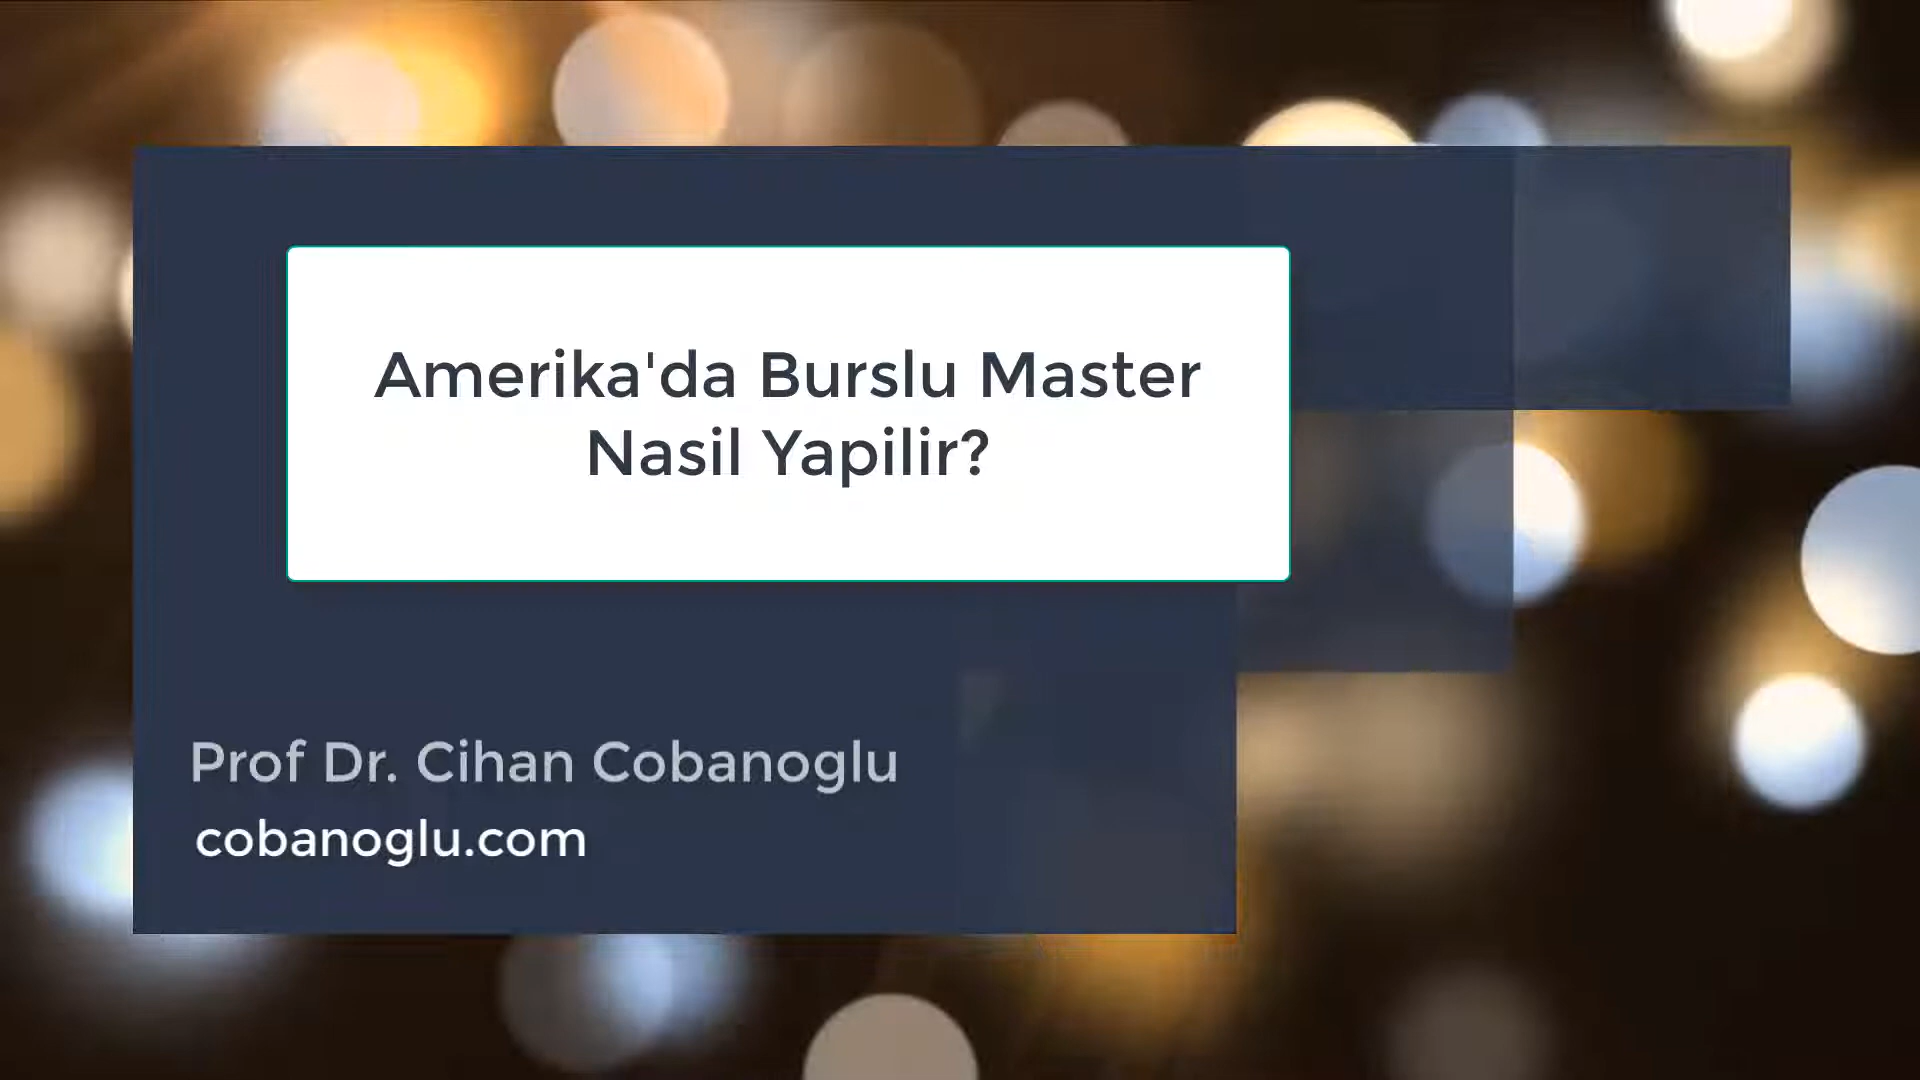 Amerika'da Burslu Master
Nasil Yapilir?
Prof Dr. Cihan Cobanoglu
cobanoglu.com